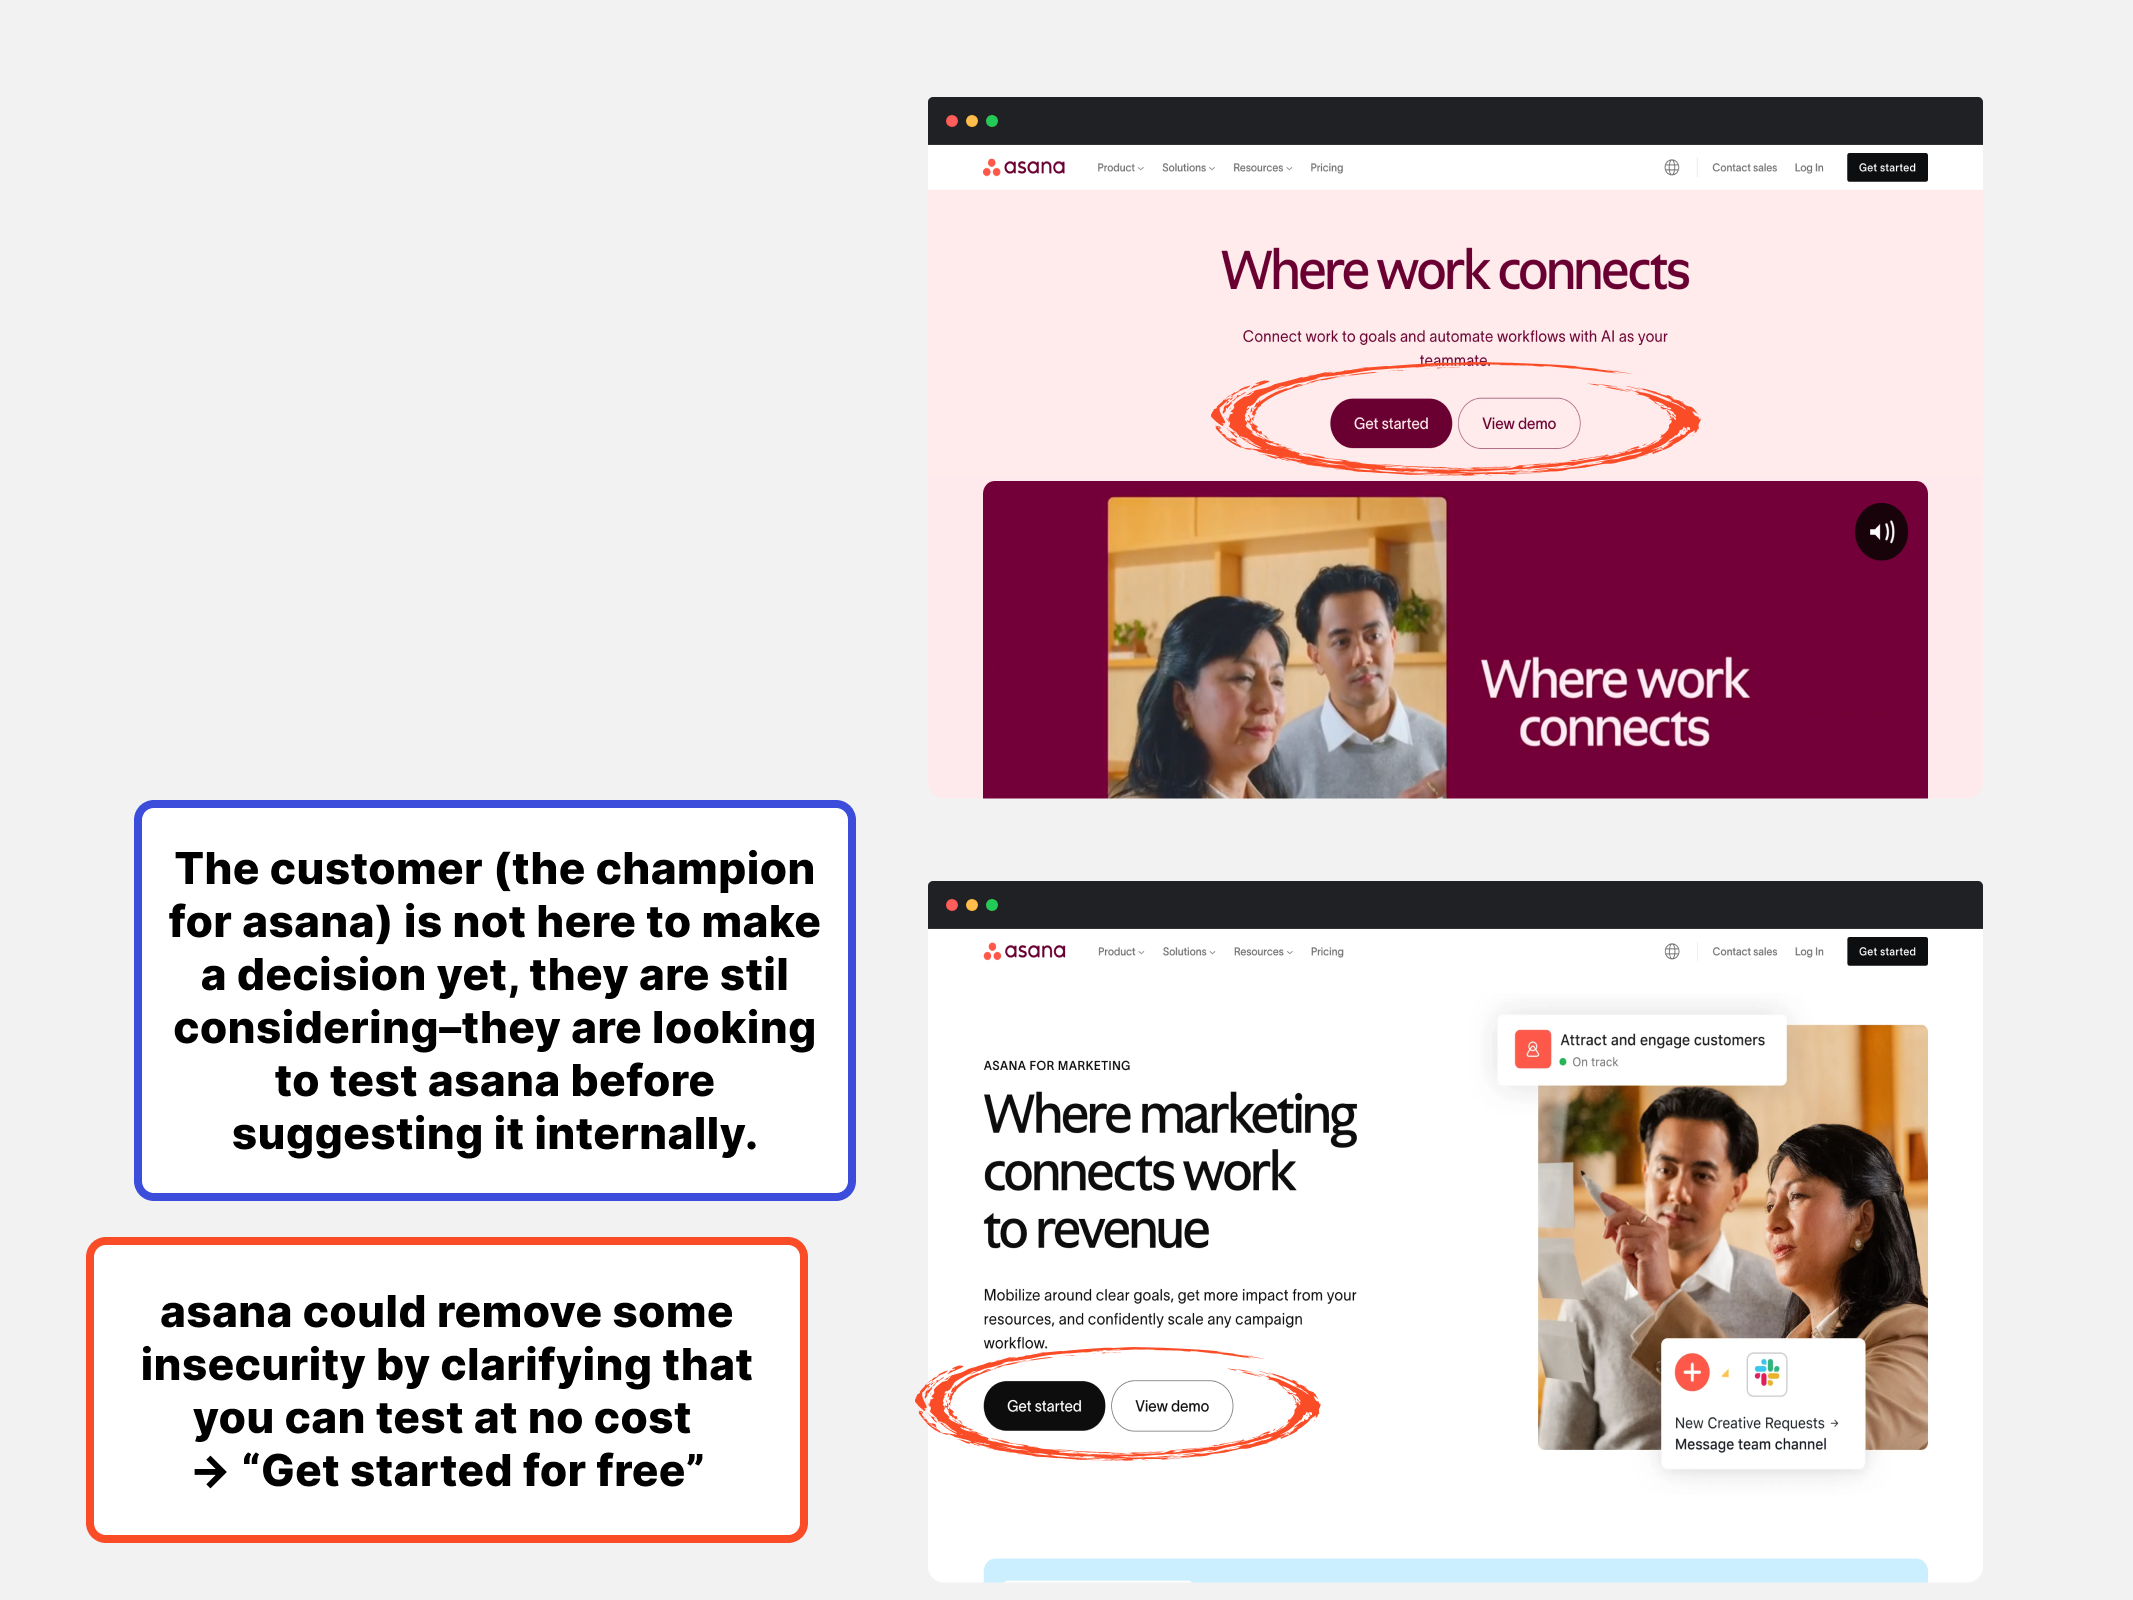 asana
Product
Solutions
Resources
Pricing
Contact sales
Log In
Get started
Where work connects
Connect work to goals and automate workflows with AI as your
teammate.
Get started
View demo
Where work
connects
The customer (the champion
for asana) is not here to make
a decision yet, they are stil
considering–they are looking
to test asana before
suggesting it internally.
asana could remove some
insecurity by clarifying that
you can test at no cost
→ “Get started for free”
asana
Product
Solutions
Resources
Pricing
Contact sales
Log In
Get started
ASANA FOR MARKETING
Where marketing
connects work
to revenue
Mobilize around clear goals, get more impact from your
resources, and confidently scale any campaign
workflow.
Get started
View demo
Attract and engage customers
On track
New Creative Requests →
Message team channel